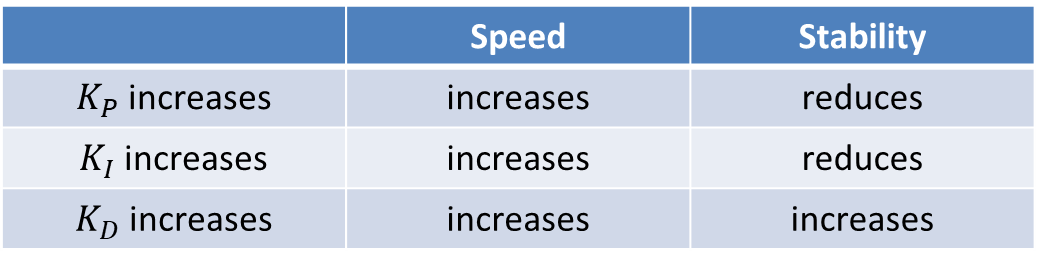 Speed Stability
K_P increases increases reduces
K_I increases increases reduces
K_D increases increases increases